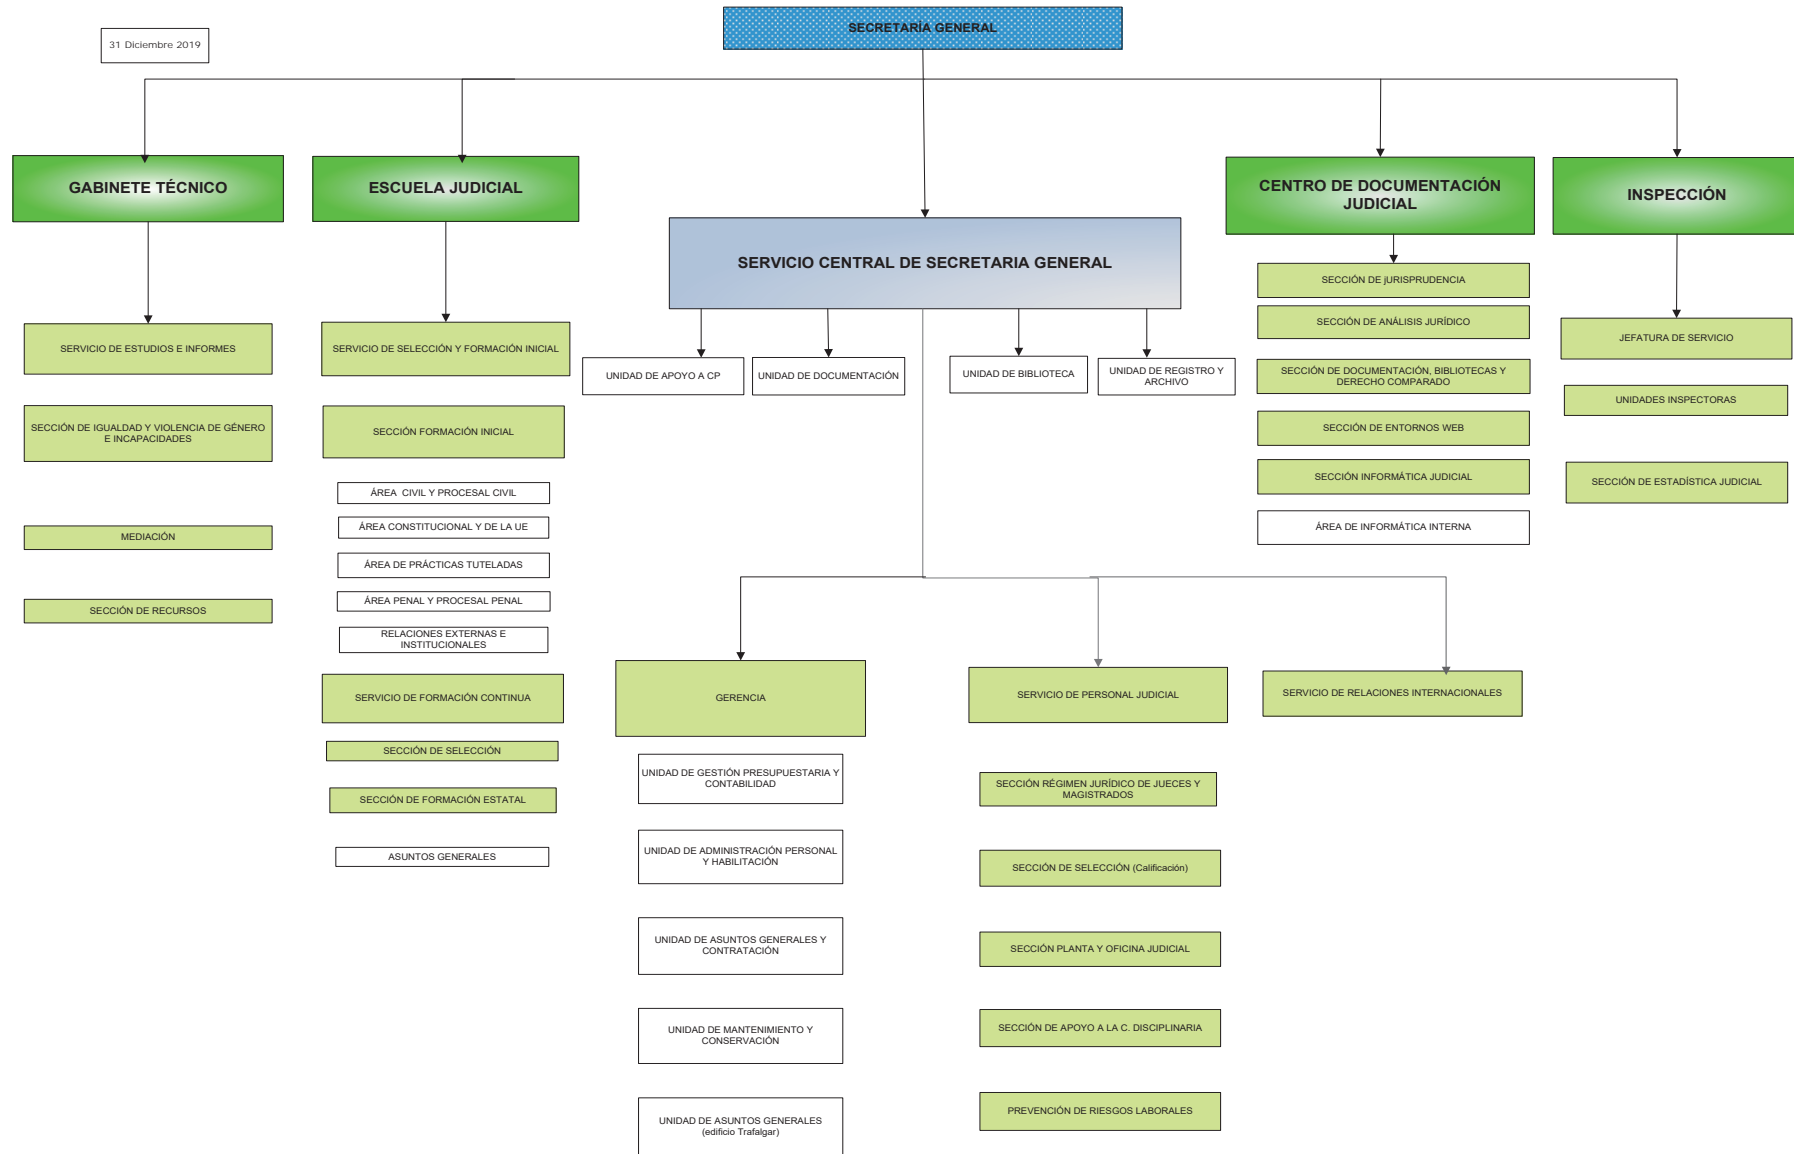 SECRETARÍA GENERAL
31 Diciembre 2019
GABINETE TÉCNICO
SERVICIO DE ESTUDIOS E INFORMES
SECCIÓN DE IGUALDAD Y VIOLENCIA DE GÉNERO
E INCAPACIDADES
MEDIACIÓN
SECCIÓN DE RECURSOS
ESCUELA JUDICIAL
SERVICIO DE SELECCIÓN Y FORMACIÓN INICIAL
SECCIÓN FORMACIÓN INICIAL
ÁREA CIVIL Y PROCESAL CIVIL
ÁREA CONSTITUCIONAL Y DE LA UE
ÁREA DE PRÁCTICAS TUTELADAS
ÁREA PENAL Y PROCESAL PENAL
RELACIONES EXTERNAS E
INSTITUCIONALES
SERVICIO DE FORMACIÓN CONTINUA
SECCIÓN DE SELECCIÓN
SECCIÓN DE FORMACIÓN ESTATAL
ASUNTOS GENERALES
SERVICIO CENTRAL DE SECRETARIA GENERAL
UNIDAD DE APOYO A CP
UNIDAD DE DOCUMENTACIÓN
UNIDAD DE BIBLIOTECA
UNIDAD DE REGISTRO Y
ARCHIVO
GERENCIA
UNIDAD DE GESTIÓN PRESUPUESTARIA Y
CONTABILIDAD
UNIDAD DE ADMINISTRACIÓN PERSONAL
Y HABILITACIÓN
UNIDAD DE ASUNTOS GENERALES Y
CONTRATACIÓN
UNIDAD DE MANTENIMIENTO Y
CONSERVACIÓN
UNIDAD DE ASUNTOS GENERALES
(edificio Trafalgar)
SERVICIO DE PERSONAL JUDICIAL
SECCIÓN RÉGIMEN JURÍDICO DE JUECES Y
MAGISTRADOS
SECCIÓN DE SELECCIÓN (Calificación)
SECCIÓN PLANTA Y OFICINA JUDICIAL
SECCIÓN DE APOYO A LA C. DISCIPLINARIA
PREVENCIÓN DE RIESGOS LABORALES
SERVICIO DE RELACIONES INTERNACIONALES
CENTRO DE DOCUMENTACIÓN
JUDICIAL
SECCIÓN DE jURISPRUDENCIA
SECCIÓN DE ANÁLISIS JURÍDICO
SECCIÓN DE DOCUMENTACIÓN, BIBLIOTECAS Y
DERECHO COMPARADO
SECCIÓN DE ENTORNOS WEB
SECCIÓN INFORMÁTICA JUDICIAL
ÁREA DE INFORMÁTICA INTERNA
INSPECCIÓN
JEFATURA DE SERVICIO
UNIDADES INSPECTORAS
SECCIÓN DE ESTADÍSTICA JUDICIAL